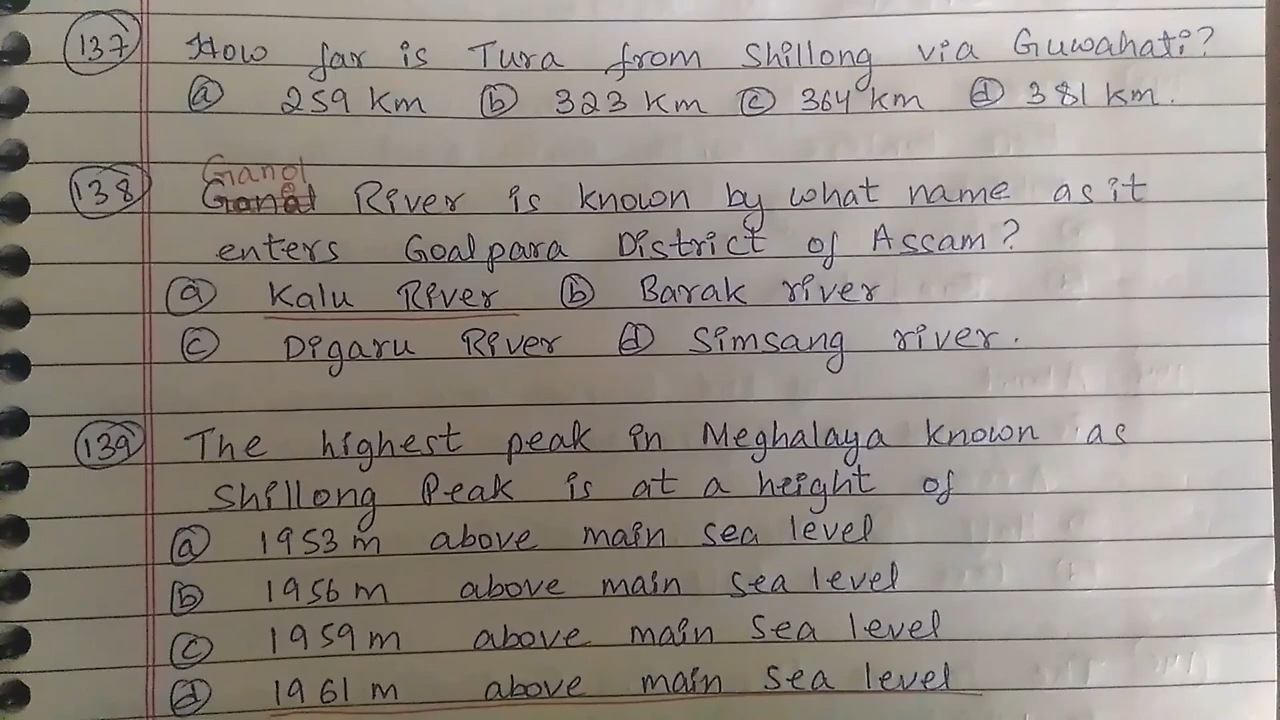 137 How far is Tura from Shillong via Guwahati?
(a) 259 Km (b) 323 Km (c) 364 km (d) 381 km.
Ganol
138 River is known by what name as it
enters Goalpara District of Assam?
(a) Kalu River (b) Barak river
(c) Digaru River (d) Simsang river.
139 The highest peak in Meghalaya known as
Shillong Peak is at a height of
(a) 1953 m above main sea level
(b) 1956 m above main sea level
(c) 1959 m above main sea level
(d) 1961 m above main sea level